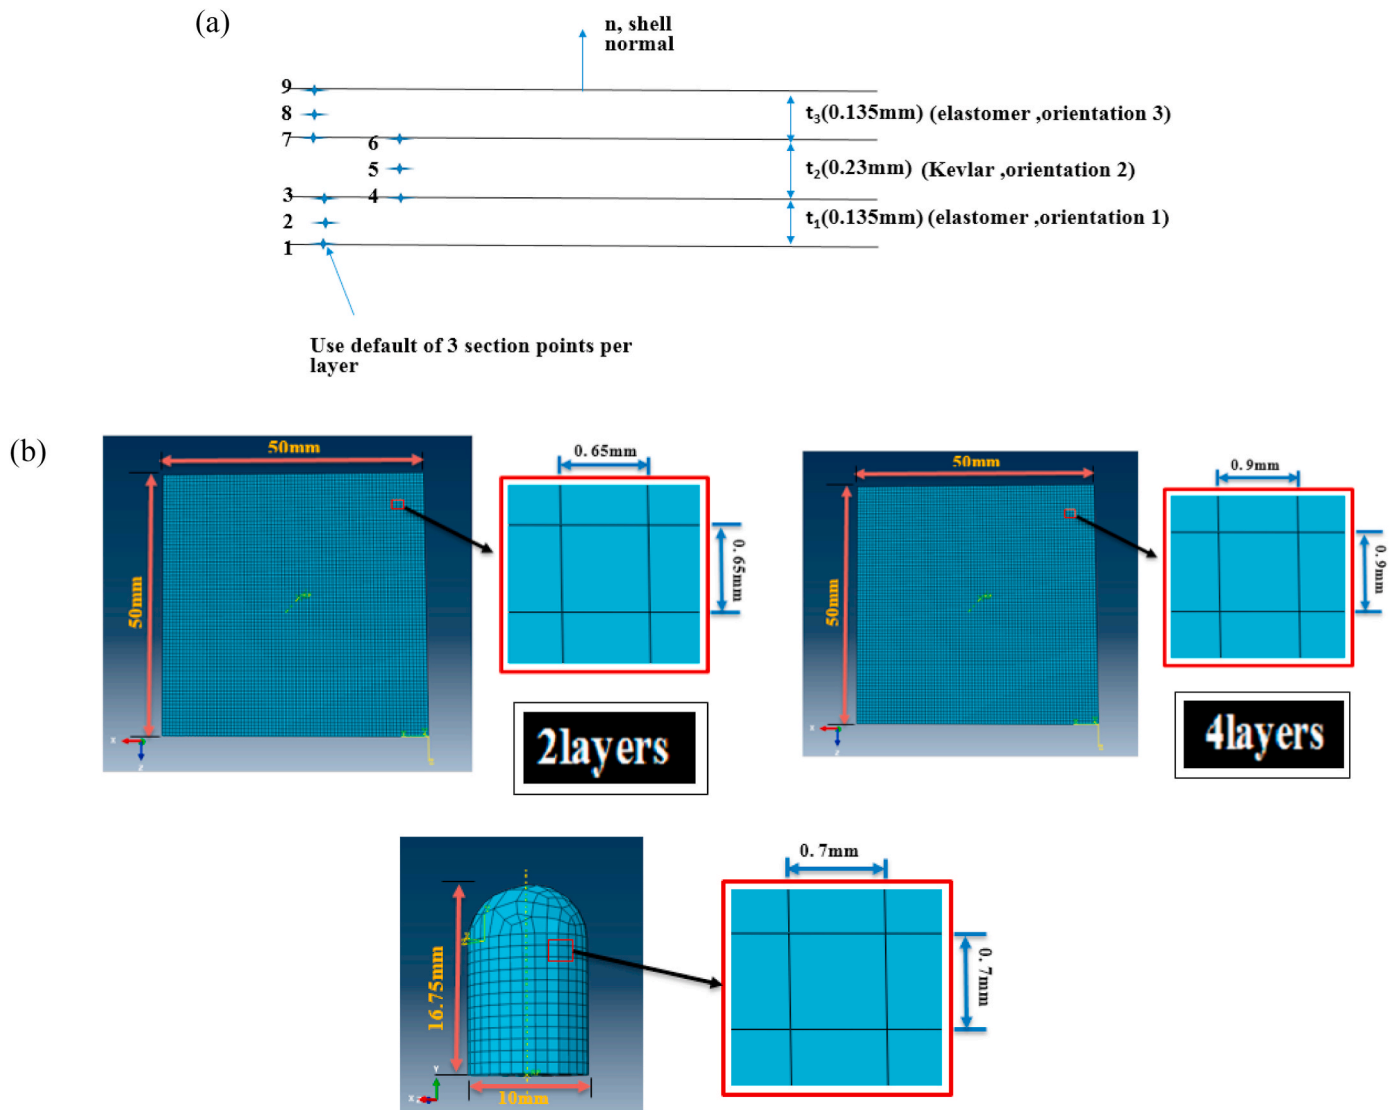 (a)
n, shell
normal
9
8
7
6
5
3
4
2
1
t₃(0.135mm) (elastomer ,orientation 3)
t₂(0.23mm) (Kevlar ,orientation 2)
t₁(0.135mm) (elastomer ,orientation 1)
Use default of 3 section points per
layer
(b)
50mm
50mm
0. 65mm
0. 65mm
2layers
50mm
50mm
0. 9mm
0. 9mm
4layers
16.75mm
10mm
0. 7mm
0. 7mm